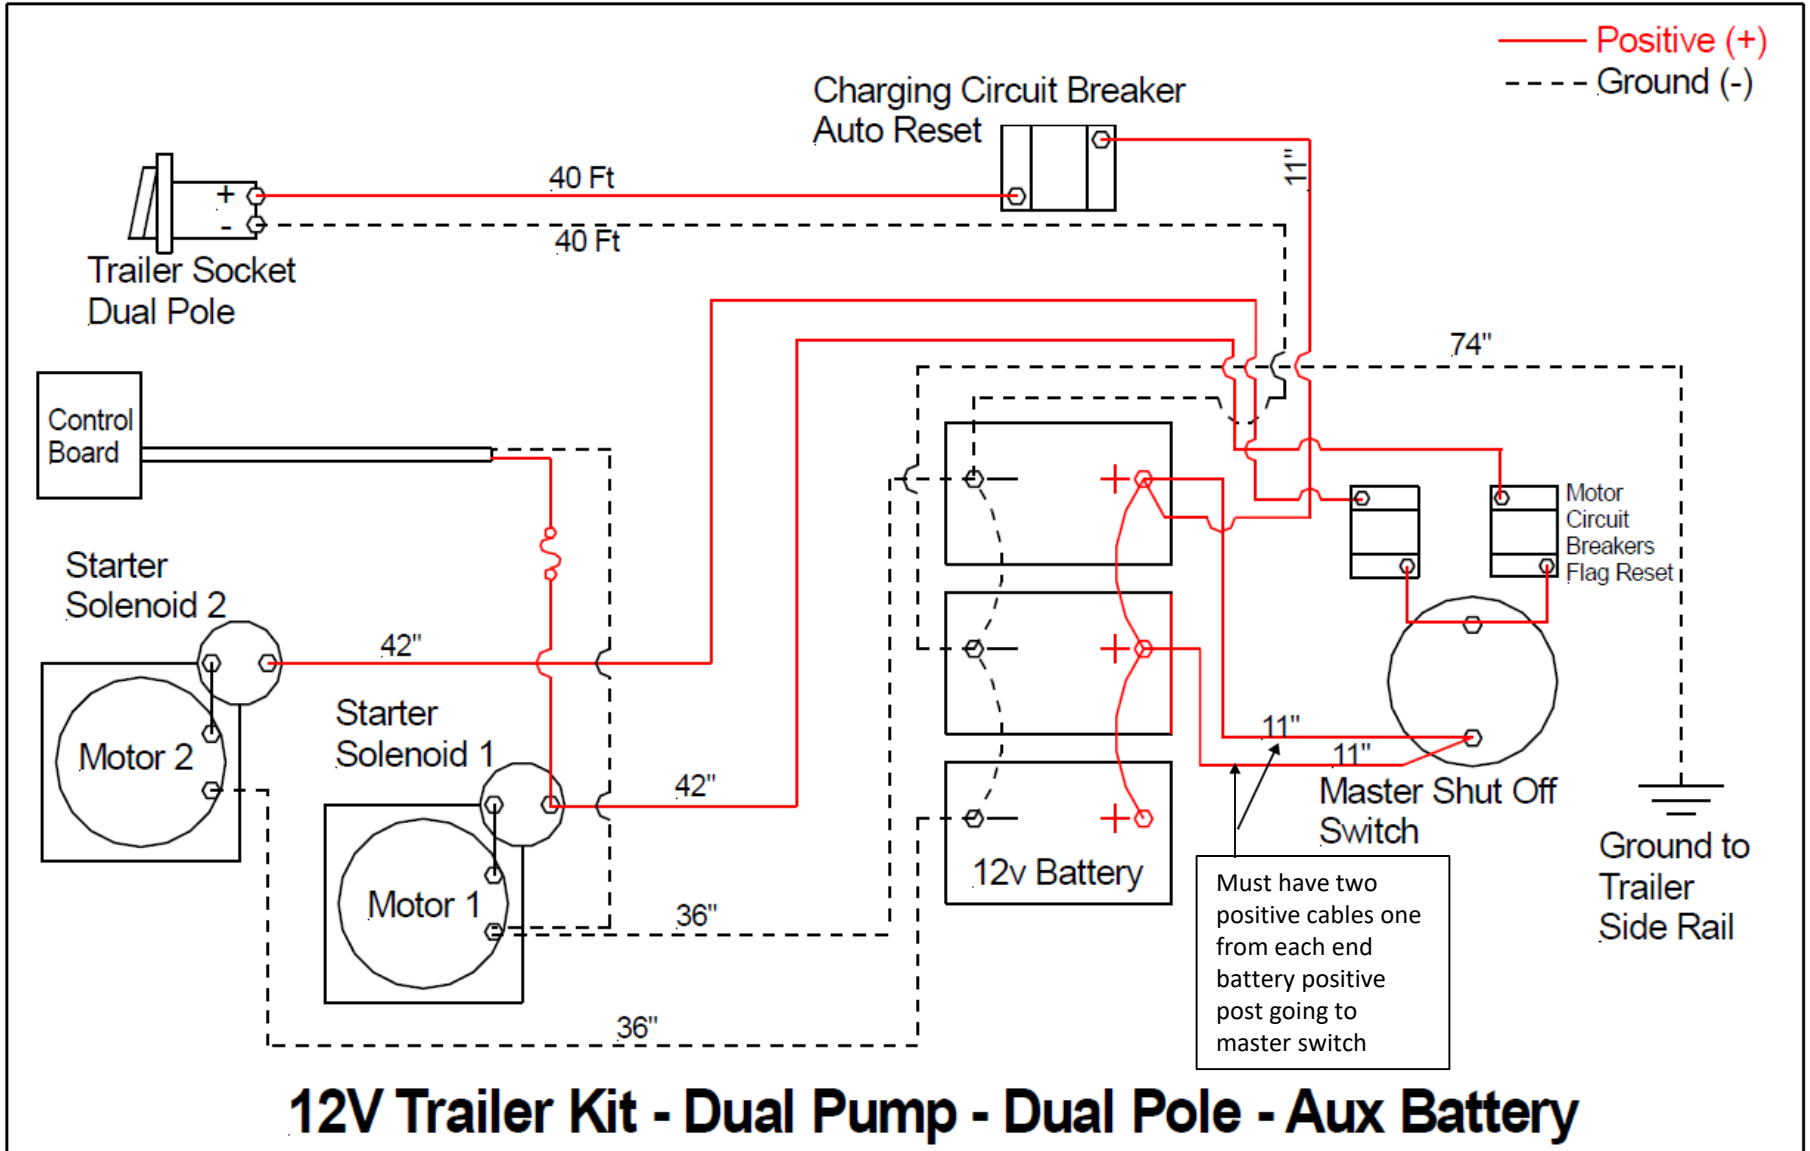 Positive (+)
Ground (-)
Charging Circuit Breaker
Auto Reset
11"
40 Ft
+
-
40 Ft
Trailer Socket
Dual Pole
74"
Control
Board
Motor
Circuit
Breakers
Flag Reset
+
Starter
Solenoid 2
42"
+
Starter
Solenoid 1
Motor 2
11"
11"
42"
Master Shut Off
Switch
+
12v Battery
Ground to
Trailer
Side Rail
Motor 1
36"
Must have two
positive cables one
from each end
battery positive
post going to
master switch
36"
12V Trailer Kit - Dual Pump - Dual Pole - Aux Battery